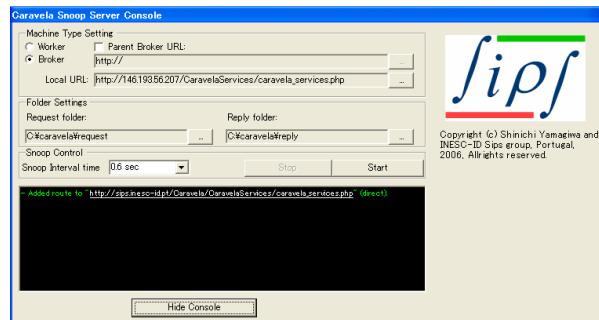 Caravela Snoop Server Console
Machine Type Setting
Worker Parent Broker URL:
Broker http:// ...
Local URL: http://146.193.56.207/CaravelaServices/caravela_services.php ...
Folder Settings
Request folder: Reply folder:
C:¥caravela¥request ... C:¥caravela¥reply ...
Snoop Control
Snoop Interval time 0.6 sec Stop Start
- Added route to "http://sips.inesc-id.pt/Caravela/CaravelaServices/caravela_services.php" (direct).
Hide Console
sips
Copyright (c) Shinichi Yamagiwa and
INESC-ID Sips group, Portugal,
2006, Allrights reserved.